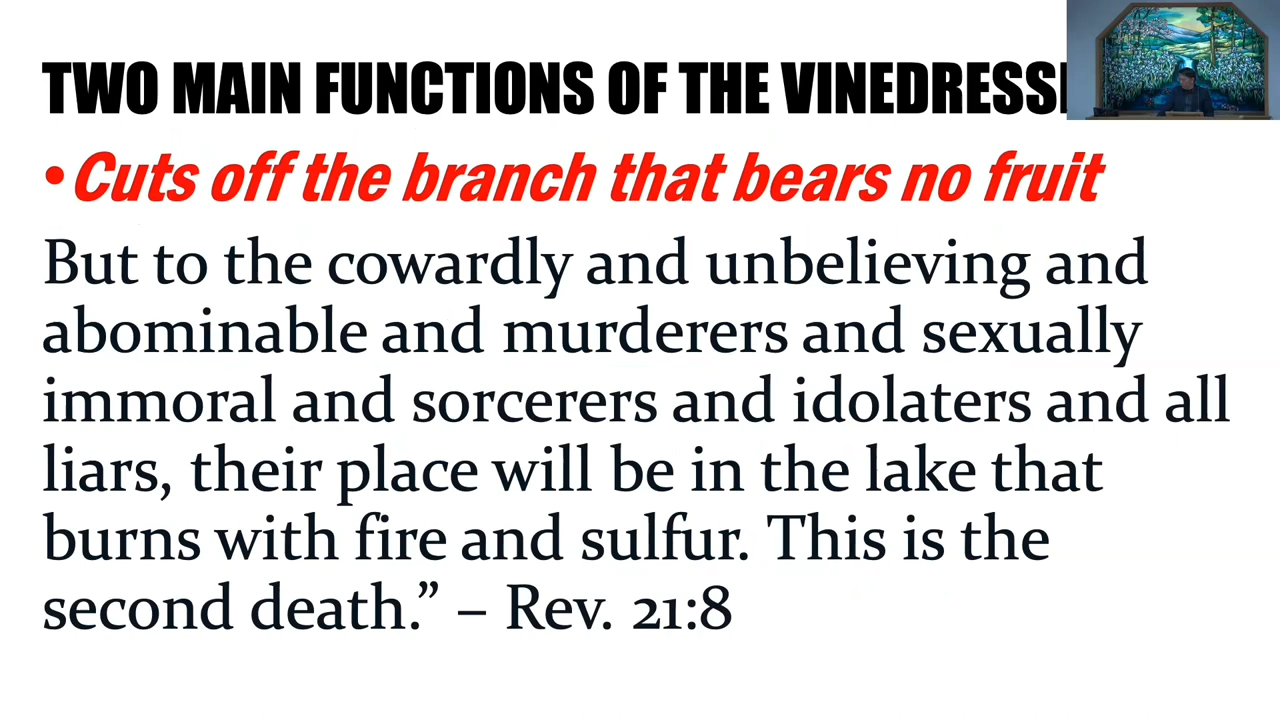 TWO MAIN FUNCTIONS OF THE VINEDRESSE
•Cuts off the branch that bears no fruit
But to the cowardly and unbelieving and
abominable and murderers and sexually
immoral and sorcerers and idolaters and all
liars, their place will be in the lake that
burns with fire and sulfur. This is the
second death.” – Rev. 21:8